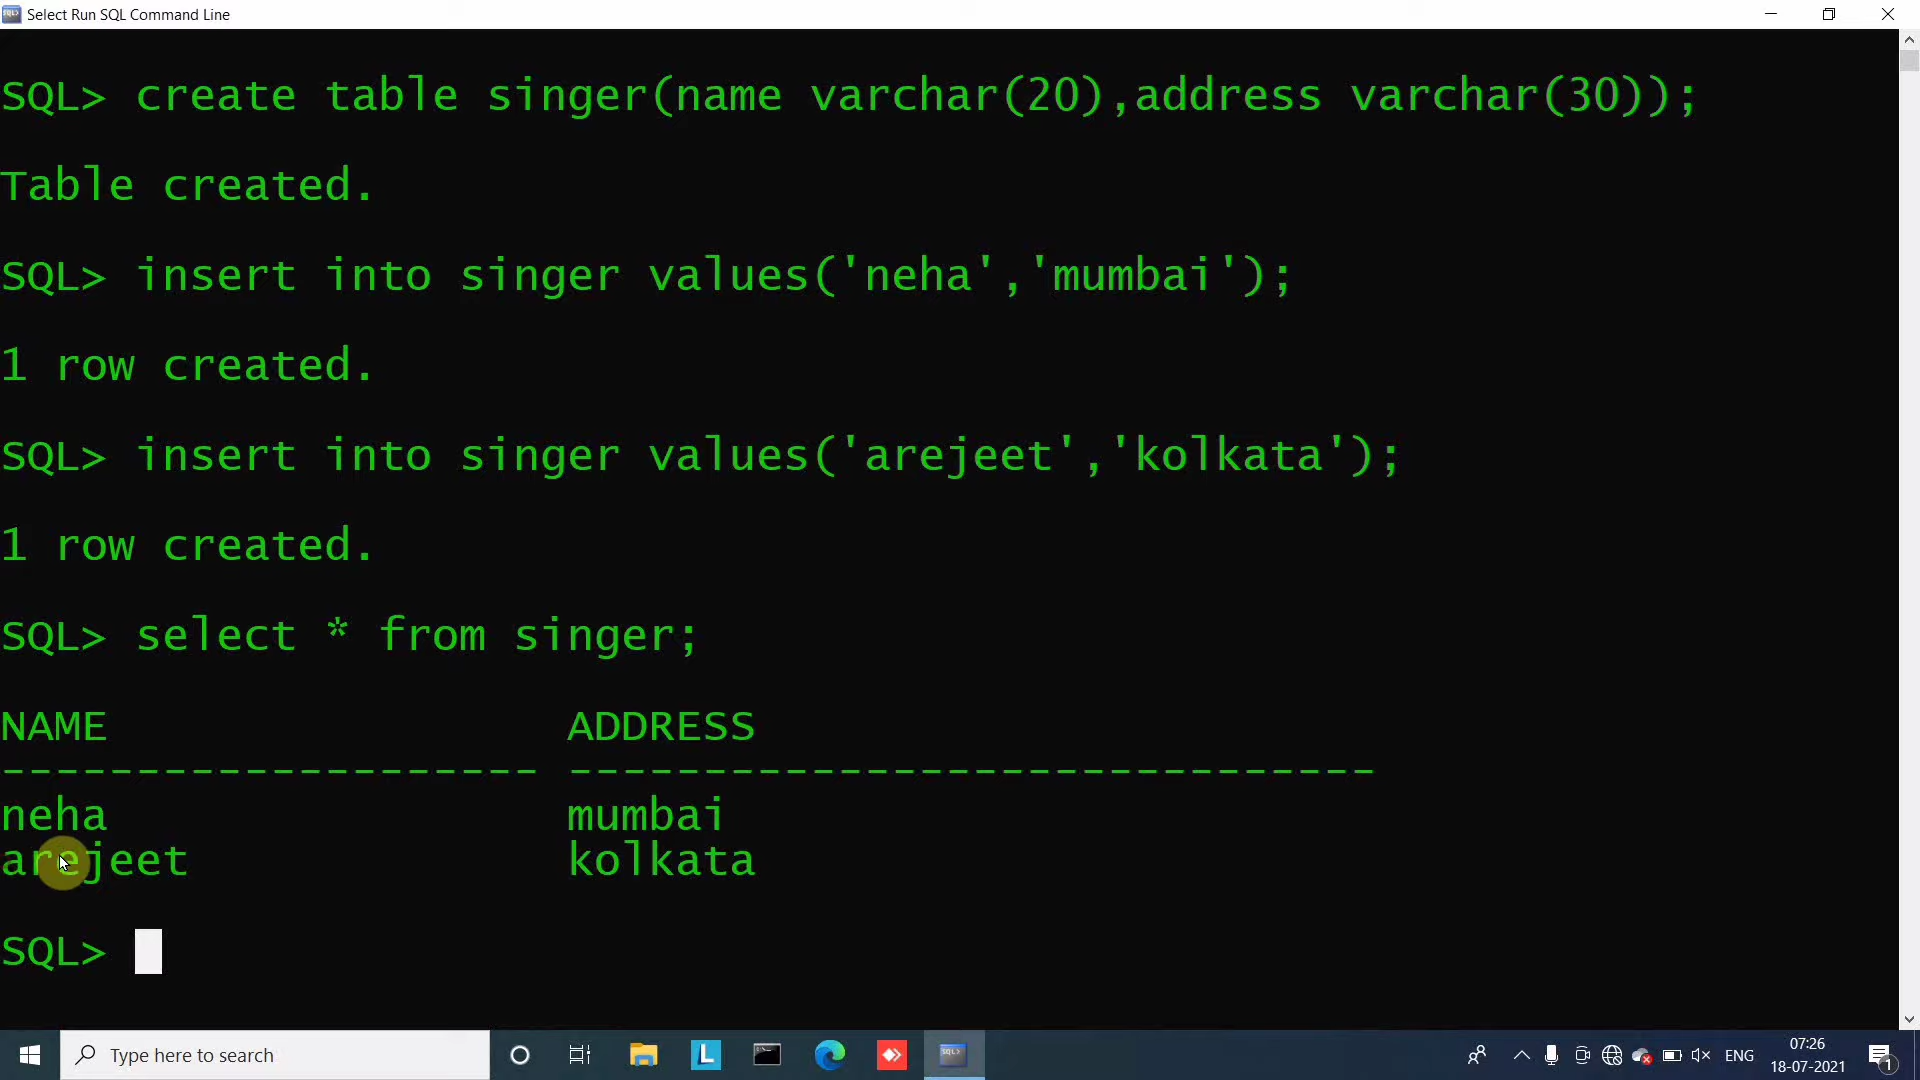 Select Run SQL Command Line
SQL> create table singer(name varchar(20),address varchar(30));
Table created.
SQL> insert into singer values('neha','mumbai');
1 row created.
SQL> insert into singer values('arejeet','kolkata');
1 row created.
SQL> select * from singer;
NAME ADDRESS
-------------------- ------------------------------
neha mumbai
arejeet kolkata
SQL>
Type here to search
L
SQL>
ENG
07:26
18-07-2021
1